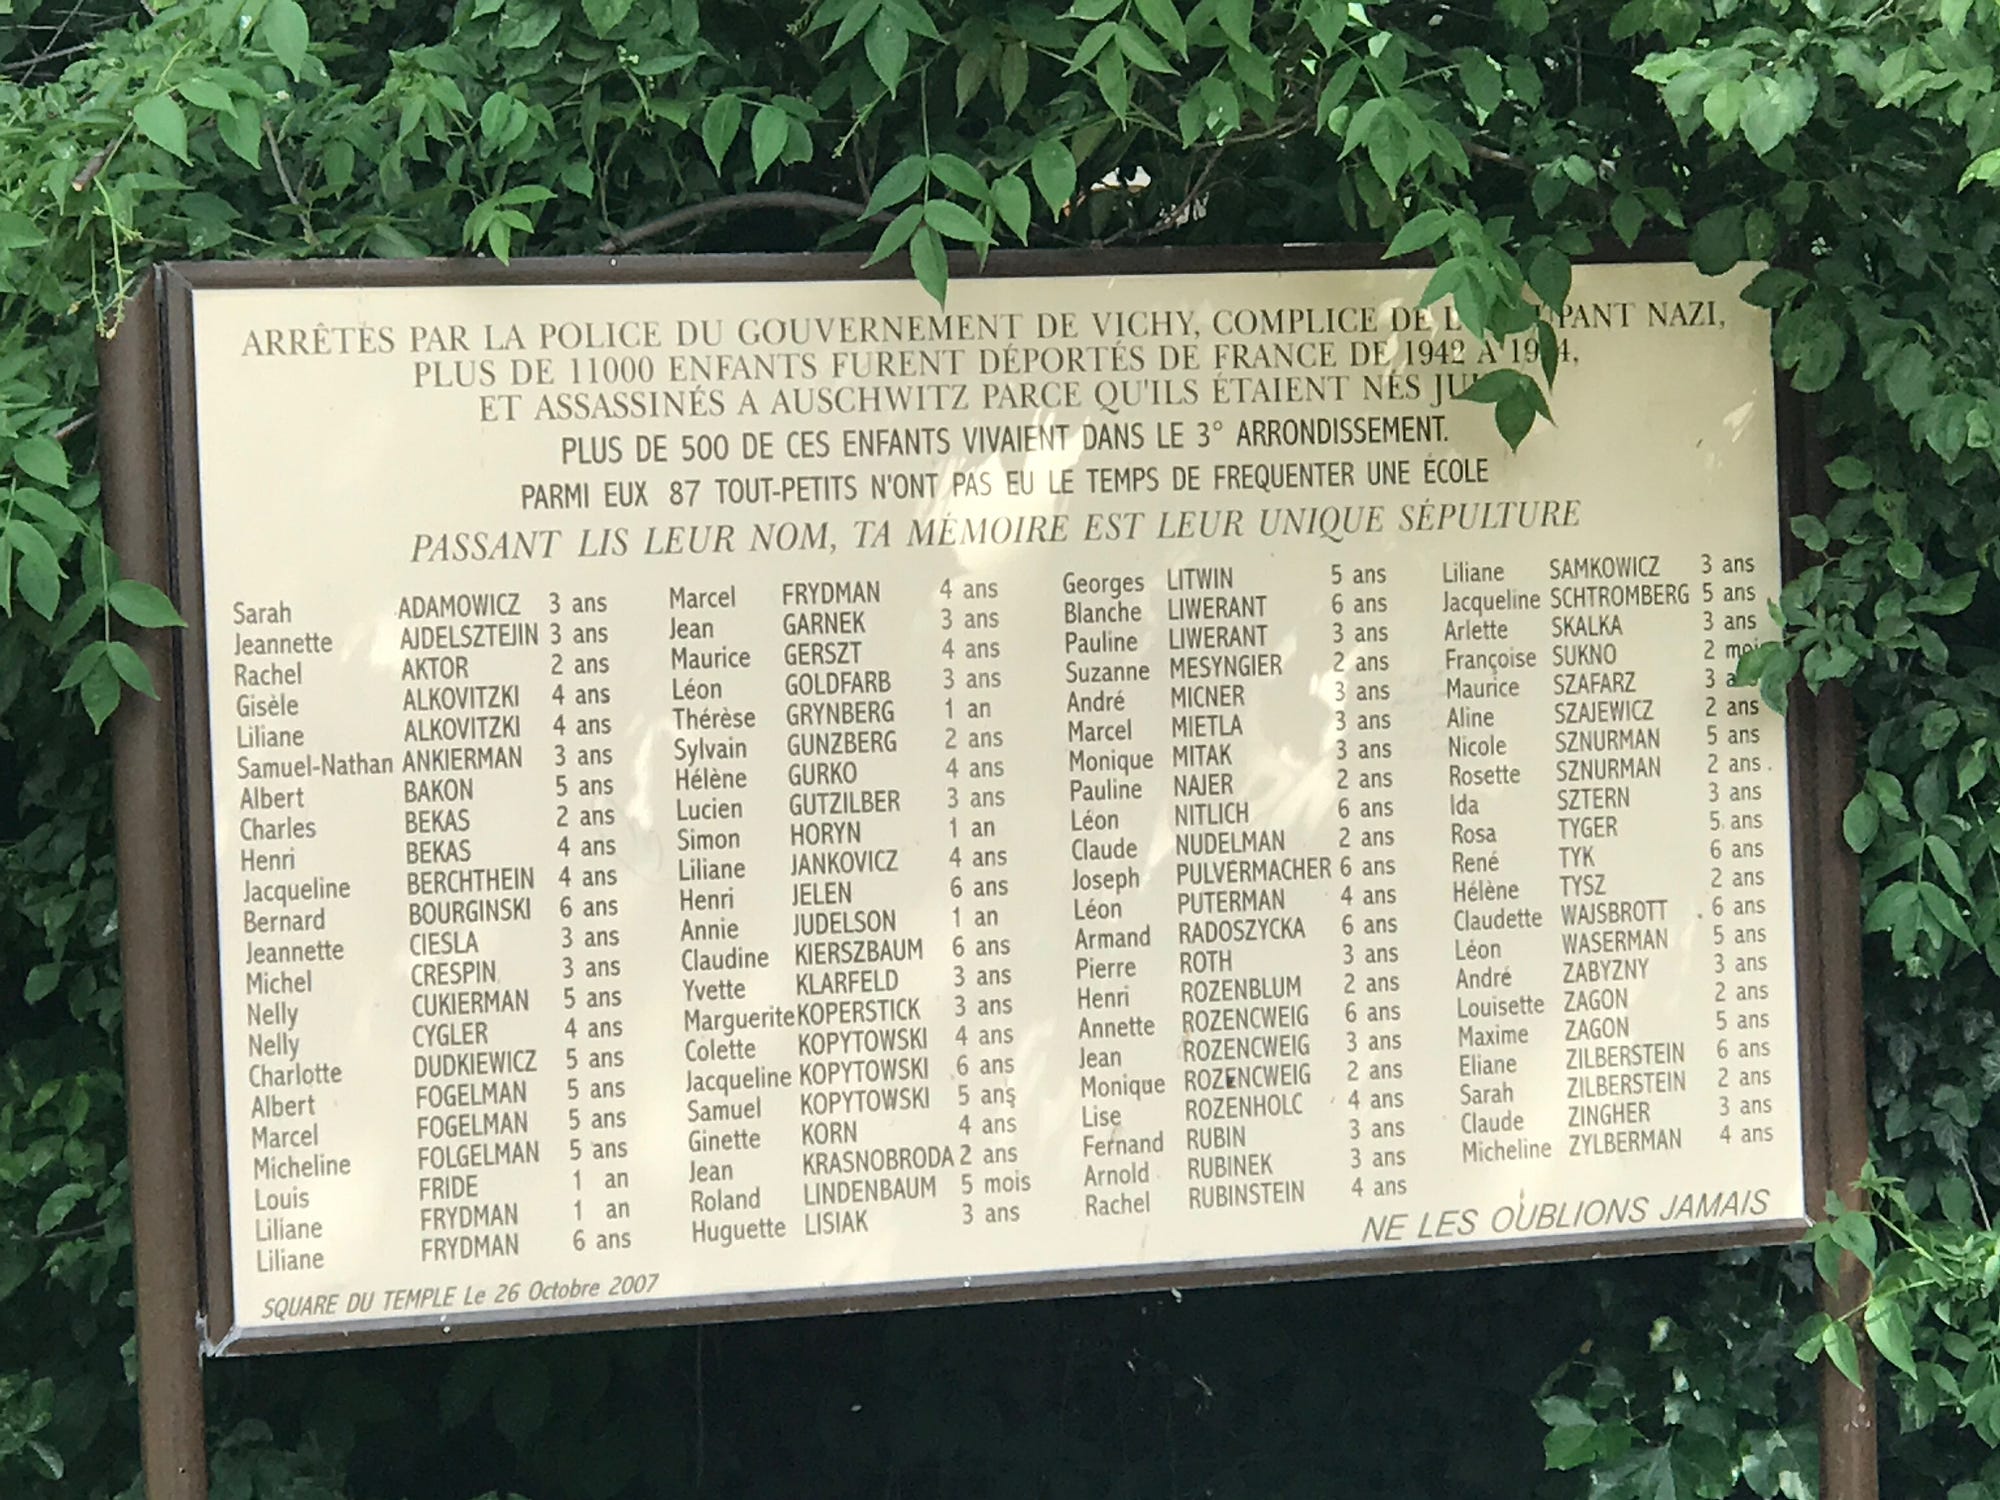 ARRÊTÉS PAR LA POLICE DU GOUVERNEMENT DE VICHY, COMPLICE DE NAZI,
PLUS DE 11000 ENFANTS FURENT DÉPORTÉS DE FRANCE DE 1942 A
ET ASSASSINÉS A AUSCHWITZ PARCE QU'ILS ÉTAIENT NÉS
PLUS DE 500 DE CES ENFANTS VIVAIENT DANS LE 3° ARRONDISSEMENT.
PARMI EUX 87 TOUT-PETITS N'ONT PAS EU LE TEMPS DE FREQUENTER UNE ÉCOLE
PASSANT LIS LEUR NOM, TA MÉMOIRE EST LEUR UNIQUE SÉPULTURE
Sarah ADAMOWICZ 3 ans
Jeannette AJDELSZTEJN 3 ans
Rachel AKTOR 2 ans
Gisèle ALKOVITZKI 4 ans
Liliane ALKOVITZKI 4 ans
Samuel-Nathan ANKIERMAN 3 ans
Albert BAKON 5 ans
Charles BEKAS 2 ans
Henri BEKAS 4 ans
Jacqueline BERCHTHEIN 4 ans
Bernard BOURGINSKI 6 ans
Jeannette CIESLA 3 ans
Michel CRESPIN 3 ans
Nelly CUKIERMAN 5 ans
Nelly CYGLER 4 ans
Charlotte DUDKIEWICZ 5 ans
Albert FOGELMAN 5 ans
Marcel FOGELMAN 5 ans
Micheline FOLGELMAN 5 ans
Louis FRIDE 1 an
Liliane FRYDMAN 1 an
Liliane FRYDMAN 6 ans
Marcel FRYDMAN 4 ans
Jean GARNEK 3 ans
Maurice GERSZT 4 ans
Léon GOLDFARB 3 ans
Thérèse GRYNBERG 1 an
Sylvain GUNZBERG 2 ans
Hélène GURKO 4 ans
Lucien GUTZILBER 3 ans
Simon HORYN 1 an
Liliane JANKOVICZ 4 ans
Henri JELEN 6 ans
Annie JUDELSON 1 an
Claudine KIERSZBAUM 6 ans
Yvette KLARFELD 3 ans
Marguerite KOPERSTICK 3 ans
Colette KOPYTOWSKI 4 ans
Jacqueline KOPYTOWSKI 6 ans
Samuel KOPYTOWSKI 5 ans
Ginette KORN 4 ans
Jean KRASNOBRODA 2 ans
Roland LINDENBAUM 5 mois
Huguette LISIAK 3 ans
Georges LITWIN 5 ans
Blanche LIWERANT 6 ans
Pauline LIWERANT 3 ans
Suzanne MESYNGIER 2 ans
André MICNER 3 ans
Marcel MIETLA 3 ans
Monique MITAK 3 ans
Pauline NAJER 2 ans
Léon NITLICH 6 ans
Claude NUDELMAN 2 ans
Joseph PULVERMACHER 6 ans
Léon PUTERMAN 4 ans
Armand RADOSZYCKA 6 ans
Pierre ROTH 3 ans
Henri ROZENBLUM 2 ans
Annette ROZENCWEIG 6 ans
Jean ROZENCWEIG 3 ans
Monique ROZENCWEIG 2 ans
Lise ROZENHOLC 4 ans
Fernand RUBIN 3 ans
Arnold RUBINEK 3 ans
Rachel RUBINSTEIN 4 ans
Liliane SAMKOWICZ 3 ans
Jacqueline SCHTROMBERG 5 ans
Arlette SKALKA 3 ans
Françoise SUKNO 2 mois
Maurice SZAFARZ 3 ans
Aline SZAJEWICZ 2 ans
Nicole SZNURMAN 5 ans
Rosette SZNURMAN 2 ans
Ida SZTERN 3 ans
Rosa TYGER 5 ans
René TYK 6 ans
Hélène TYSZ 2 ans
Claudette WAJSBROTT 6 ans
Léon WASERMAN 5 ans
André ZABYZNY 3 ans
Louisette ZAGON 2 ans
Maxime ZAGON 5 ans
Eliane ZILBERSTEIN 6 ans
Sarah ZILBERSTEIN 2 ans
Claude ZINGHER 3 ans
Micheline ZYLBERMAN 4 ans
NE LES OUBLIONS JAMAIS
SQUARE DU TEMPLE Le 26 Octobre 2007